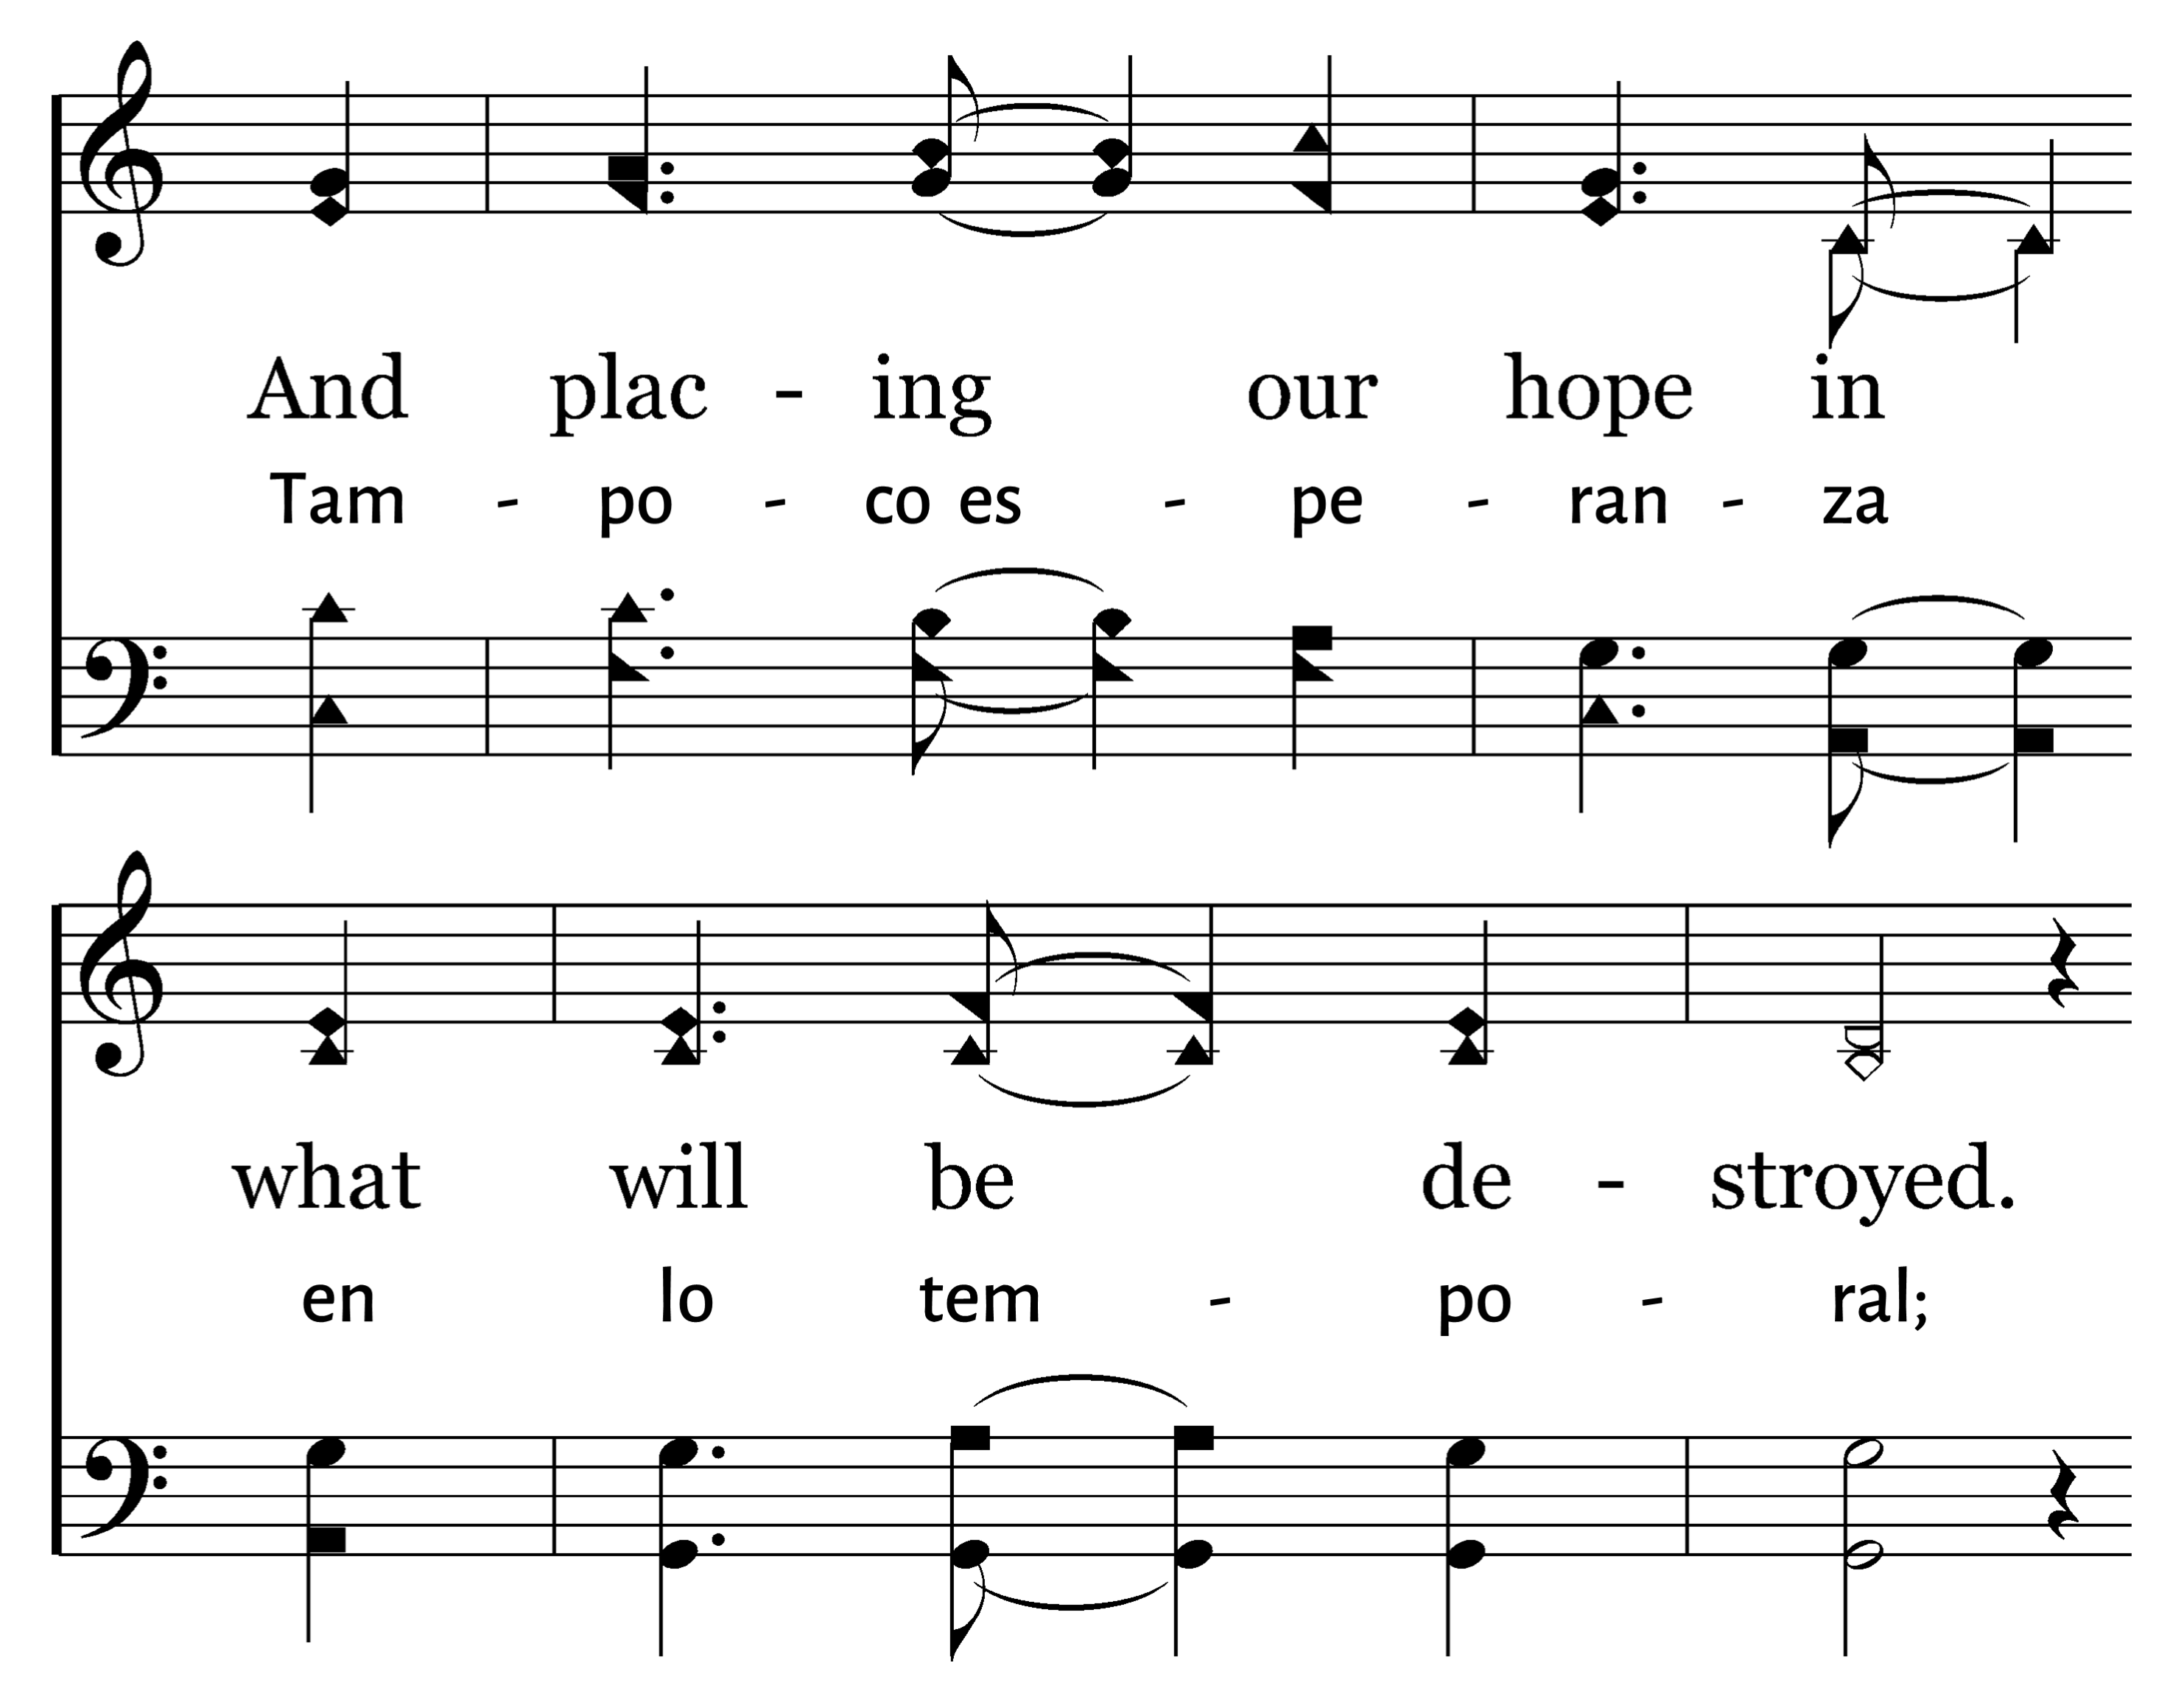 And plac - ing our hope in
Tam - po - co es - pe - ran - za
what will be de - stroyed.
en lo tem - po - ral;